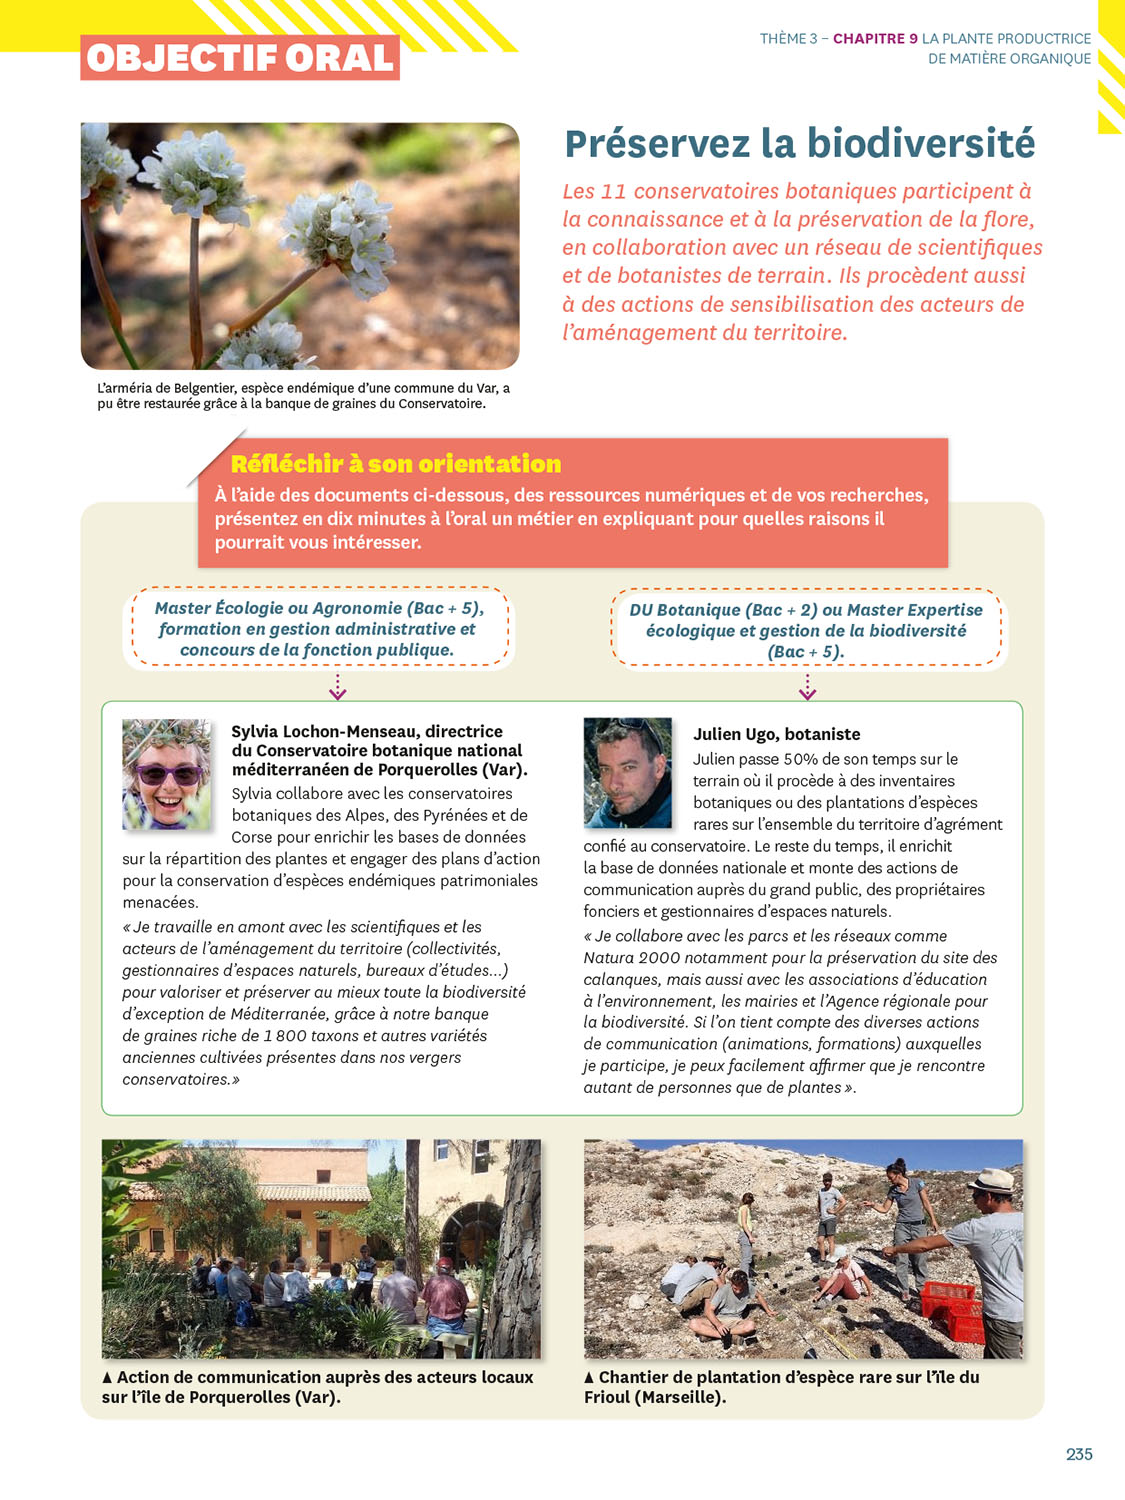 OBJECTIF ORAL
THÈME 3 – CHAPITRE 9 LA PLANTE PRODUCTRICE
DE MATIÈRE ORGANIQUE
Préservez la biodiversité
Les 11 conservatoires botaniques participent à
la connaissance et à la préservation de la flore,
en collaboration avec un réseau de scientifiques
et de botanistes de terrain. Ils procèdent aussi
à des actions de sensibilisation des acteurs de
l'aménagement du territoire.
L'arméria de Belgentier, espèce endémique d'une commune du Var, a
pu être restaurée grâce à la banque de graines du Conservatoire.
Réfléchir à son orientation
À l'aide des documents ci-dessous, des ressources numériques et de vos recherches,
présentez en dix minutes à l'oral un métier en expliquant pour quelles raisons il
pourrait vous intéresser.
Master Écologie ou Agronomie (Bac + 5),
formation en gestion administrative et
concours de la fonction publique.
DU Botanique (Bac + 2) ou Master Expertise
écologique et gestion de la biodiversité
(Bac + 5).
Sylvia Lochon-Menseau, directrice
du Conservatoire botanique national
méditerranéen de Porquerolles (Var).
Sylvia collabore avec les conservatoires
botaniques des Alpes, des Pyrénées et de
Corse pour enrichir les bases de données
sur la répartition des plantes et engager des plans d'action
pour la conservation d'espèces endémiques patrimoniales
menacées.
« Je travaille en amont avec les scientifiques et les
acteurs de l'aménagement du territoire (collectivités,
gestionnaires d'espaces naturels, bureaux d'études...)
pour valoriser et préserver au mieux toute la biodiversité
d'exception de Méditerranée, grâce à notre banque
de graines riche de 1 800 taxons et autres variétés
anciennes cultivées présentes dans nos vergers
conservatoires.»
Julien Ugo, botaniste
Julien passe 50% de son temps sur le
terrain où il procède à des inventaires
botaniques ou des plantations d'espèces
rares sur l'ensemble du territoire d'agrément
confié au conservatoire. Le reste du temps, il enrichit
la base de données nationale et monte des actions de
communication auprès du grand public, des propriétaires
fonciers et gestionnaires d'espaces naturels.
« Je collabore avec les parcs et les réseaux comme
Natura 2000 notamment pour la préservation du site des
calanques, mais aussi avec les associations d'éducation
à l'environnement, les mairies et l'Agence régionale pour
la biodiversité. Si l'on tient compte des diverses actions
de communication (animations, formations) auxquelles
je participe, je peux facilement affirmer que je rencontre
autant de personnes que de plantes ».
▲ Action de communication auprès des acteurs locaux
sur l'île de Porquerolles (Var).
▲ Chantier de plantation d'espèce rare sur l'île du
Frioul (Marseille).
235